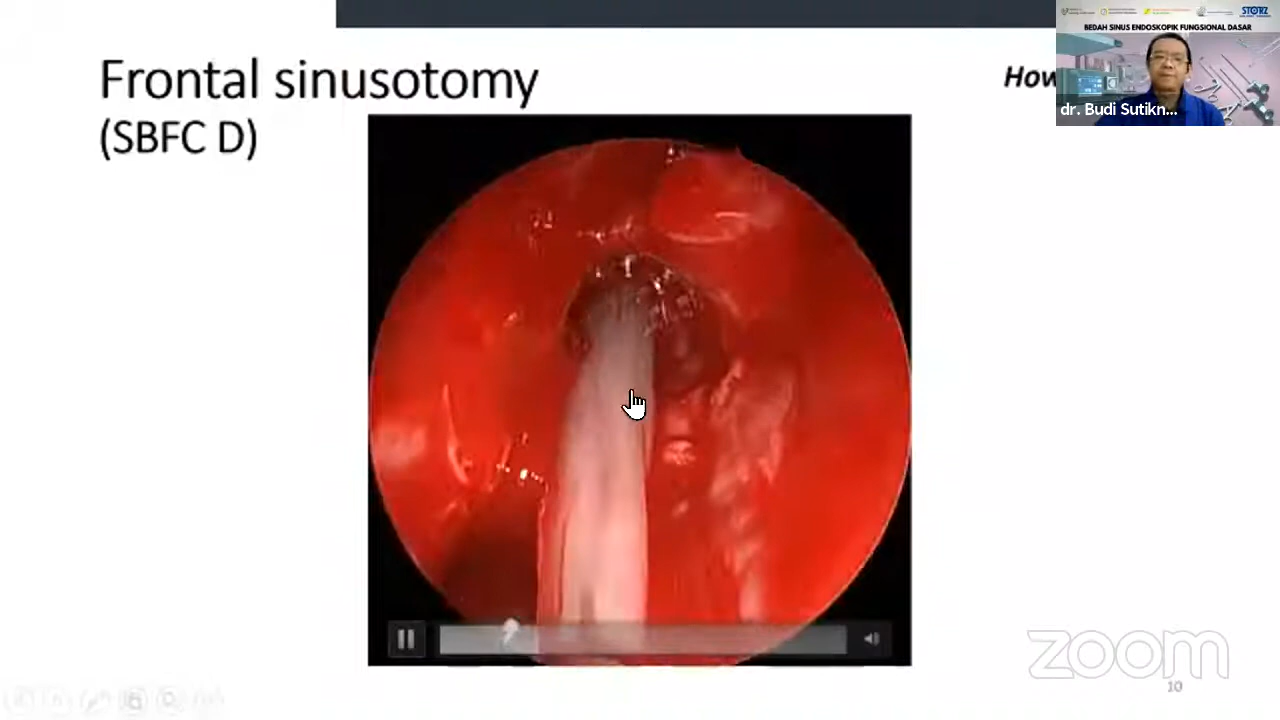 Frontal sinusotomy
(SBFC D)
How
STORZ
BEDAH SINUS ENDOSKOPIK FUNGSIONAL DASAR
dr. Budi Sutikn...
zoom
10